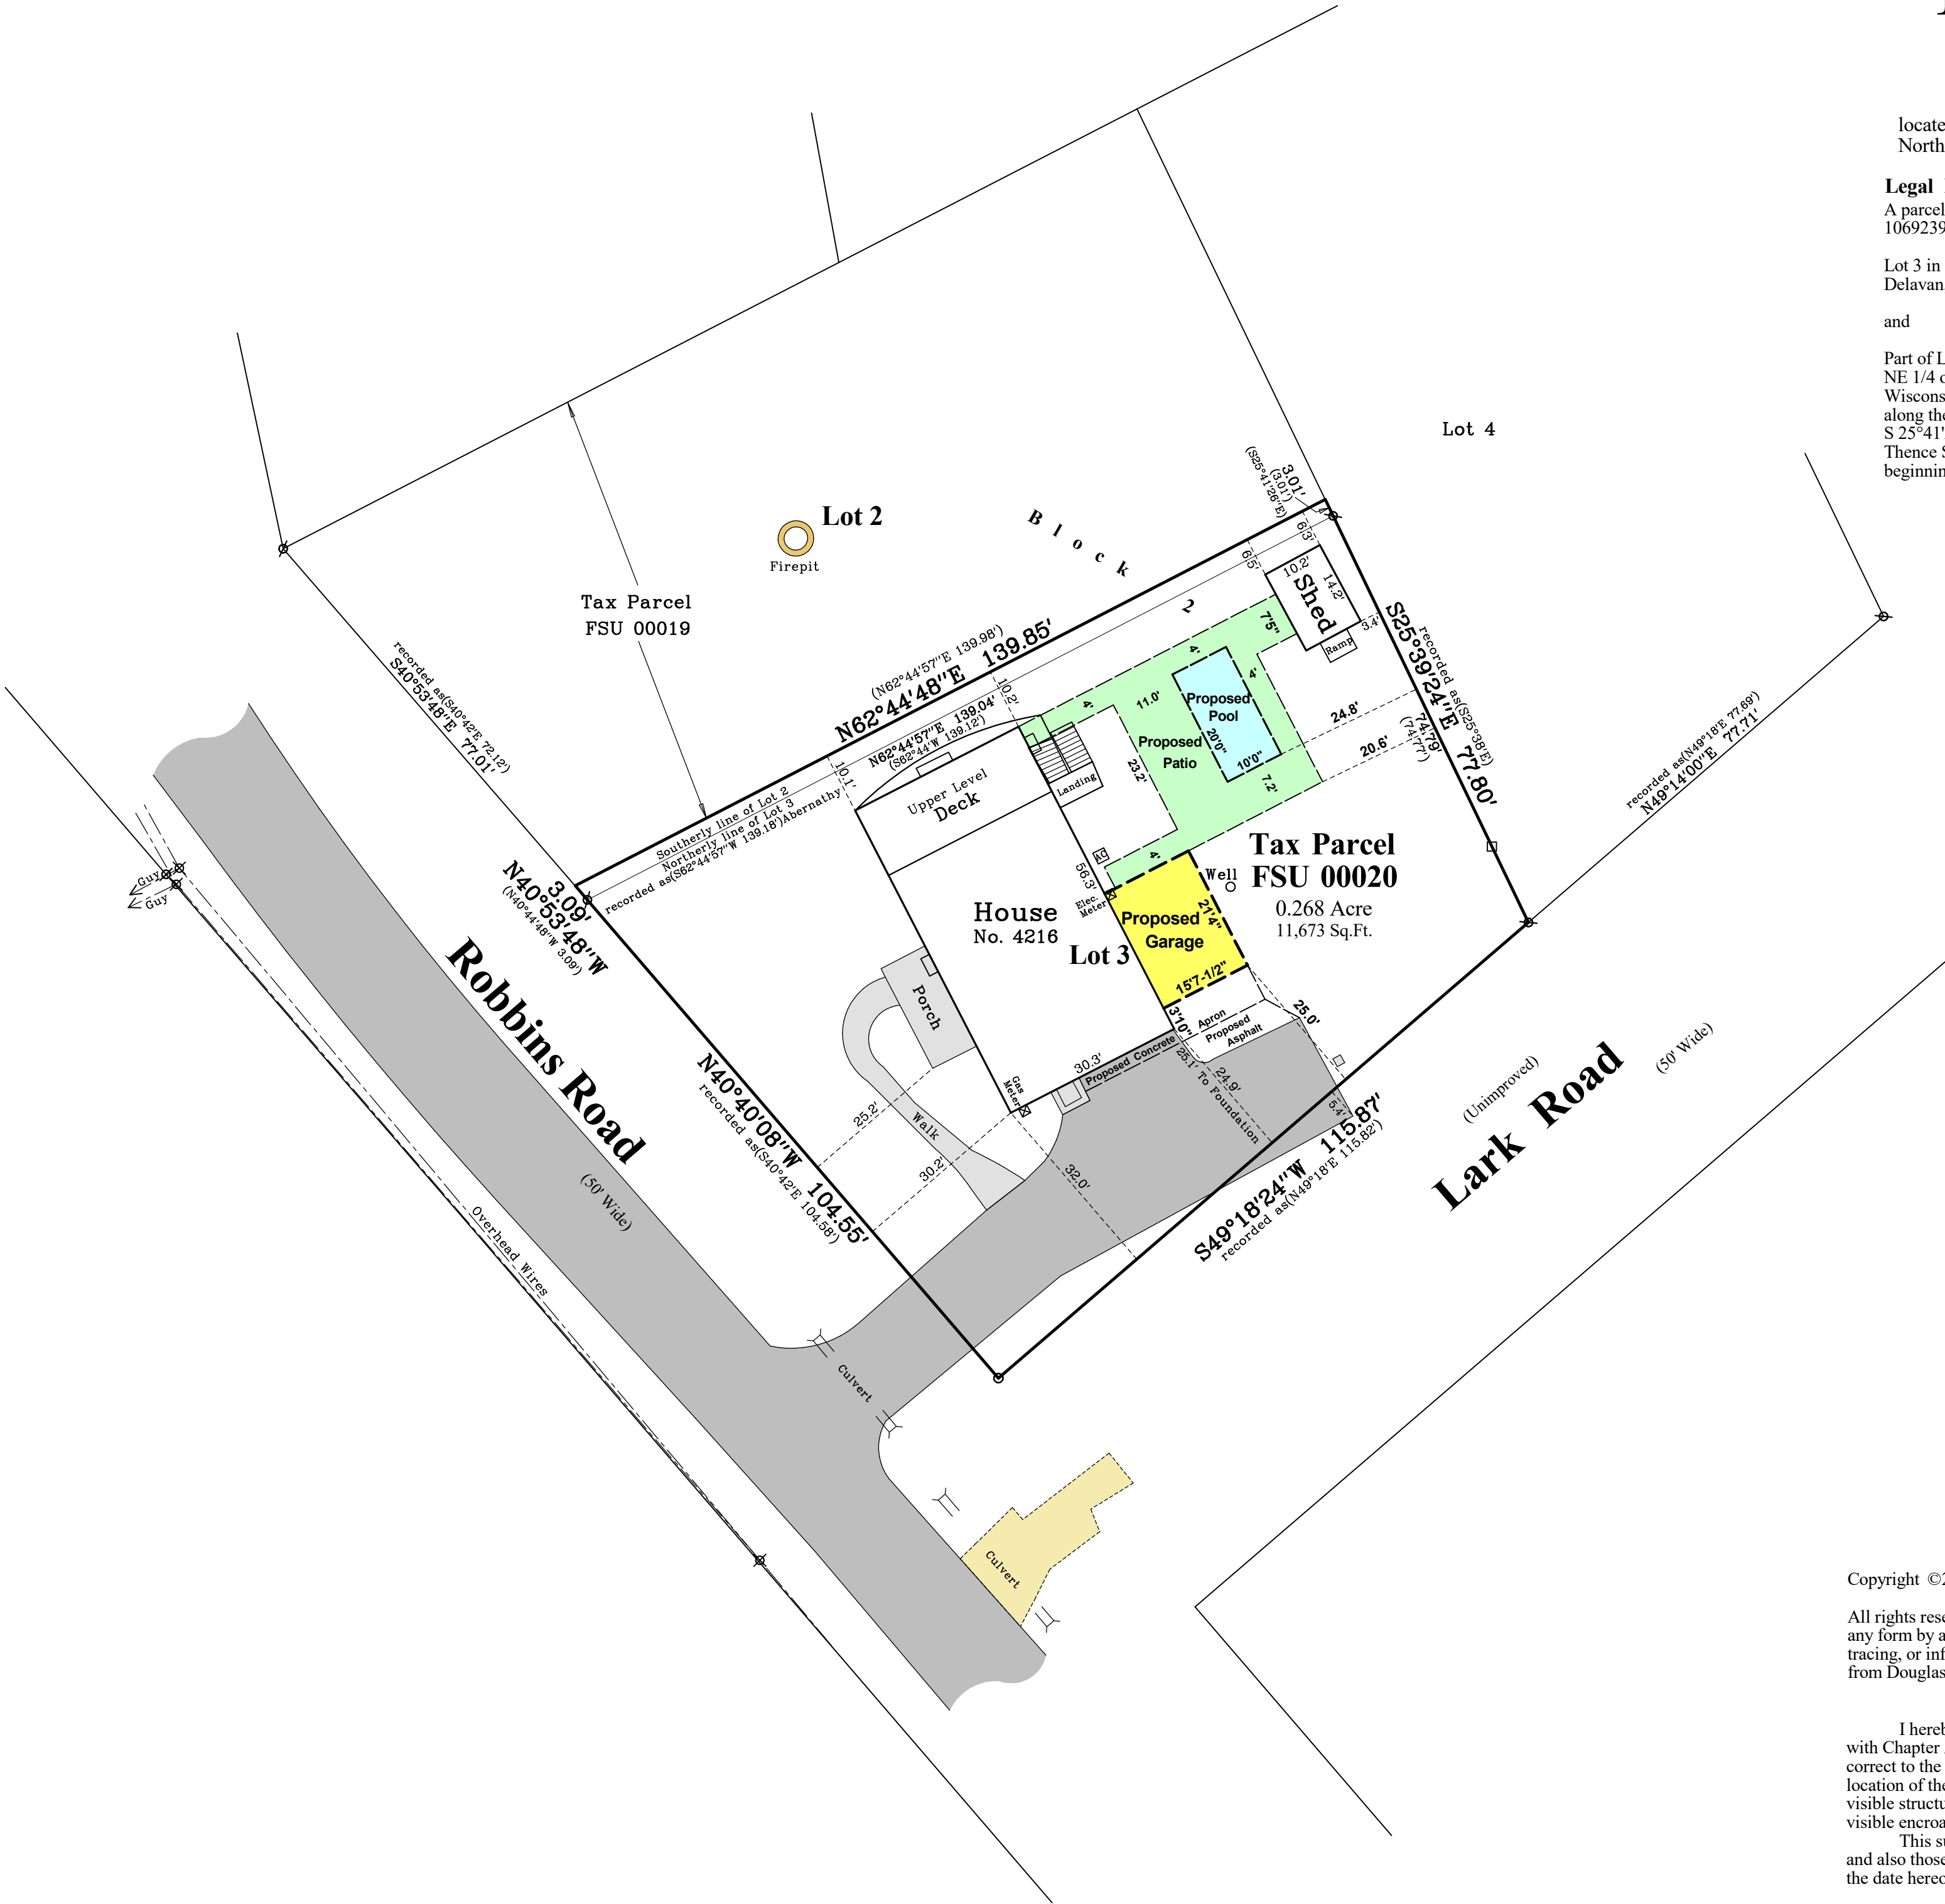 locate
North
Legal
A parcel
1069239
Lot 3 in
Delavan
and
Part of L
NE 1/4 o
Wiscons
along the
S 25°41'
Thence S
beginnin
Lot 4
Lot 2
Firepit
Block
2
Tax Parcel
FSU 00019
3.01'
(3.01')
(S25°41'26"E)
6.3'
6.5'
10.2'
14.2'
Shed
Ramp
3.4'
recorded as(S40°42'E 72.12')
S40°53'48"E 77.01'
(N62°44'57"E 139.98')
N62°44'48"E 139.85'
N62°44'57"E 139.04'
(S62°44'W 139.12')
10.2'
10.1'
Southerly line of Lot 2
Northerly line of Lot 3
recorded as(S62°44'57"W 139.18')Abernathy
recorded as(S25°38'E)
S25°39'24"E 77.80'
74.79'
(74.77')
recorded as(N49°18'E 77.69')
N49°14'00"E 77.71'
7'5"
4'
4'
4'
11.0'
Proposed
Pool
20'0"
10'0"
Proposed
Patio
23.2'
7.2'
24.8'
20.6'
Upper Level
Deck
Landing
AC
4'
56.3'
Elec.
Meter
Well
Tax Parcel
FSU 00020
0.268 Acre
11,673 Sq.Ft.
House
No. 4216
Lot 3
Proposed
Garage
21'4"
15'7-1/2"
3'10"
Apron
Proposed
Asphalt
25.0'
Proposed Concrete
30.3'
Gas
Meter
25.1' To Foundation
24.9'
5.4'
Porch
Walk
25.2'
30.2'
32.0'
Guy
Guy
3.09'
N40°53'48"W
(N40°44'48"W 3.09')
Robbins Road
(50' Wide)
N40°40'08"W 104.55'
recorded as(S40°42'E 104.58')
S49°18'24"W 115.87'
recorded as(N49°18'E 115.82')
Lark Road
(Unimproved)
(50' Wide)
Overhead Wires
Culvert
Culvert
Copyright ©2
All rights rese
any form by a
tracing, or inf
from Douglas
I hereb
with Chapter
correct to the
location of the
visible structu
visible encroa
This su
and also those
the date hereo